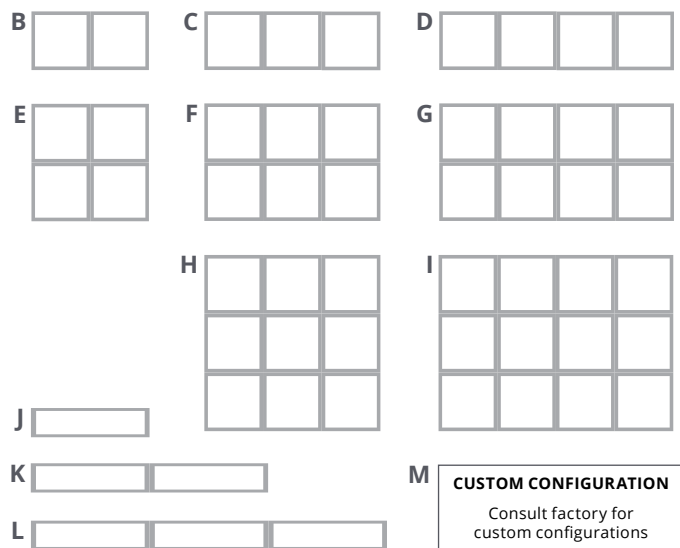 B
C
D
E
F
G
H
I
J
K
L
M
CUSTOM CONFIGURATION
Consult factory for
custom configurations